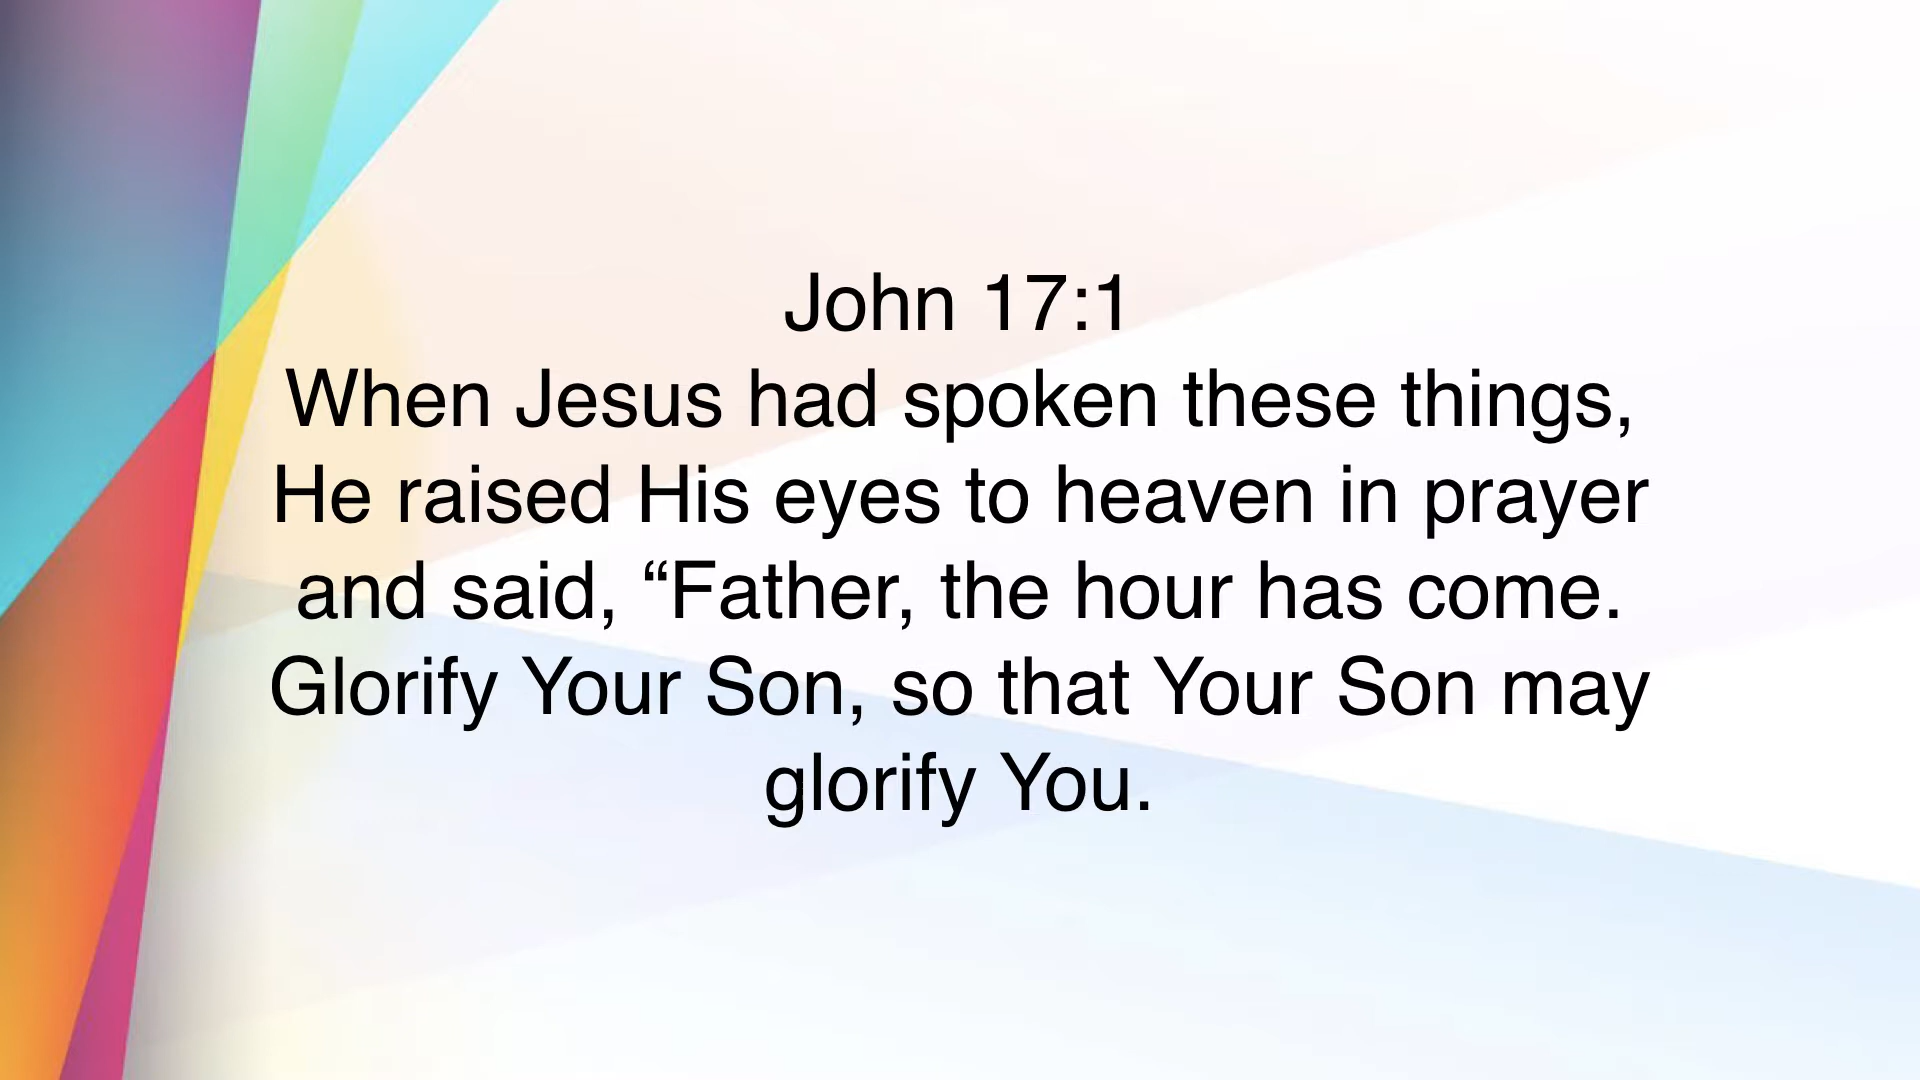 John 17:1
When Jesus had spoken these things,
He raised His eyes to heaven in prayer
and said, “Father, the hour has come.
Glorify Your Son, so that Your Son may
glorify You.